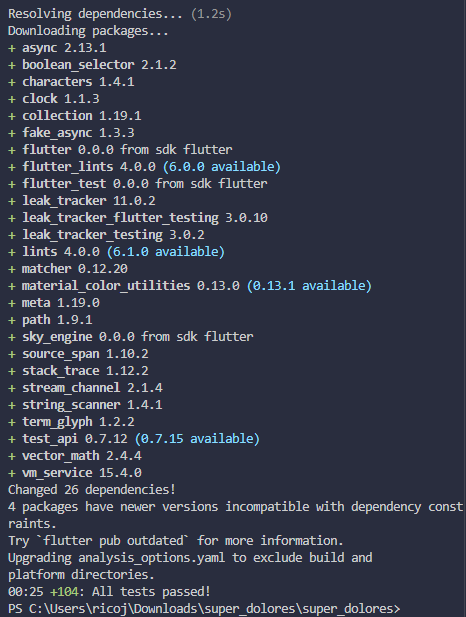 Resolving dependencies... (1.2s)
Downloading packages...
+ async 2.13.1
+ boolean_selector 2.1.2
+ characters 1.4.1
+ clock 1.1.3
+ collection 1.19.1
+ fake_async 1.3.3
+ flutter 0.0.0 from sdk flutter
+ flutter_lints 4.0.0 (6.0.0 available)
+ flutter_test 0.0.0 from sdk flutter
+ leak_tracker 11.0.2
+ leak_tracker_flutter_testing 3.0.10
+ leak_tracker_testing 3.0.2
+ lints 4.0.0 (6.1.0 available)
+ matcher 0.12.20
+ material_color_utilities 0.13.0 (0.13.1 available)
+ meta 1.19.0
+ path 1.9.1
+ sky_engine 0.0.0 from sdk flutter
+ source_span 1.10.2
+ stack_trace 1.12.2
+ stream_channel 2.1.4
+ string_scanner 1.4.1
+ term_glyph 1.2.2
+ test_api 0.7.12 (0.7.15 available)
+ vector_math 2.4.4
+ vm_service 15.4.0
Changed 26 dependencies!
4 packages have newer versions incompatible with dependency const
raints.
Try `flutter pub outdated` for more information.
Upgrading analysis_options.yaml to exclude build and
platform directories.
00:25 +104: All tests passed!
PS C:\Users\ricoj\Downloads\super_dolores\super_dolores>